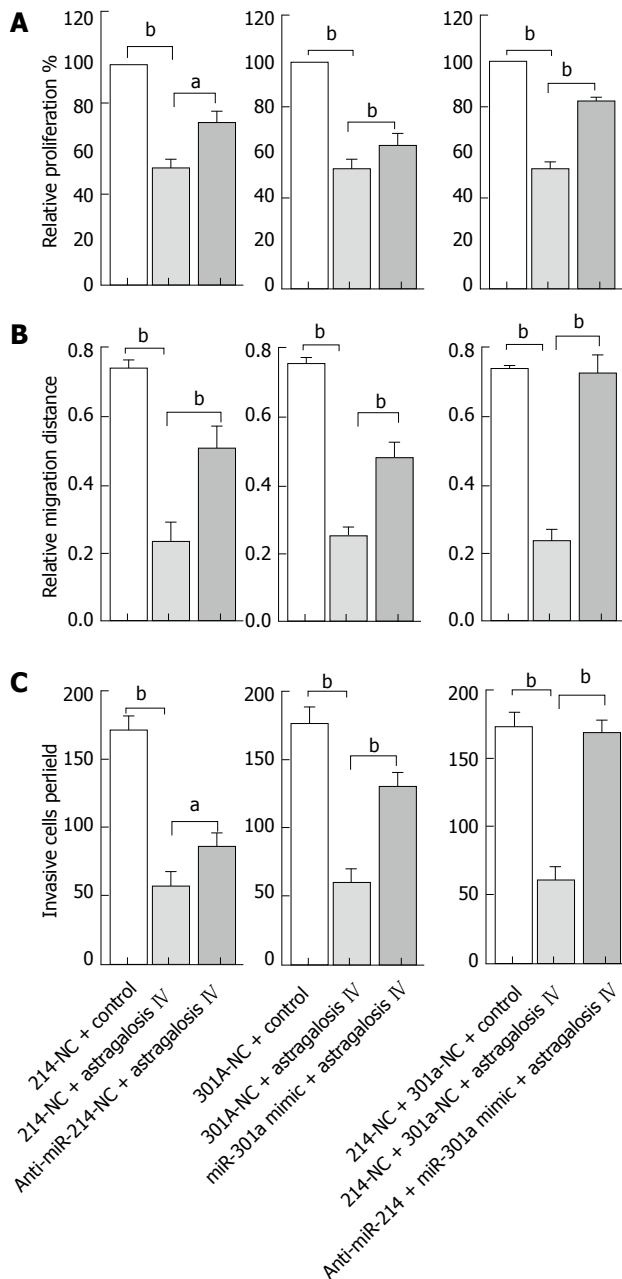 A
Relative proliferation %
120
100
80
60
40
20
0
b
a
120
100
80
60
40
20
0
b
b
120
100
80
60
40
20
0
b
b
B
Relative migration distance
0.8
0.6
0.4
0.2
0.0
b
b
0.8
0.6
0.4
0.2
0.0
b
b
0.8
0.6
0.4
0.2
0.0
b
b
C
Invasive cells perlield
200
150
100
50
0
b
a
200
150
100
50
0
b
b
200
150
100
50
0
b
b
214-NC + control
214-NC + astragalosis Ⅳ
Anti-miR-214-NC + astragalosis Ⅳ
301A-NC + control
301A-NC + astragalosis Ⅳ
miR-301a mimic + astragalosis Ⅳ
214-NC + 301a-NC + control
214-NC + 301a-NC + astragalosis Ⅳ
Anti-miR-214 + miR-301a mimic + astragalosis Ⅳ